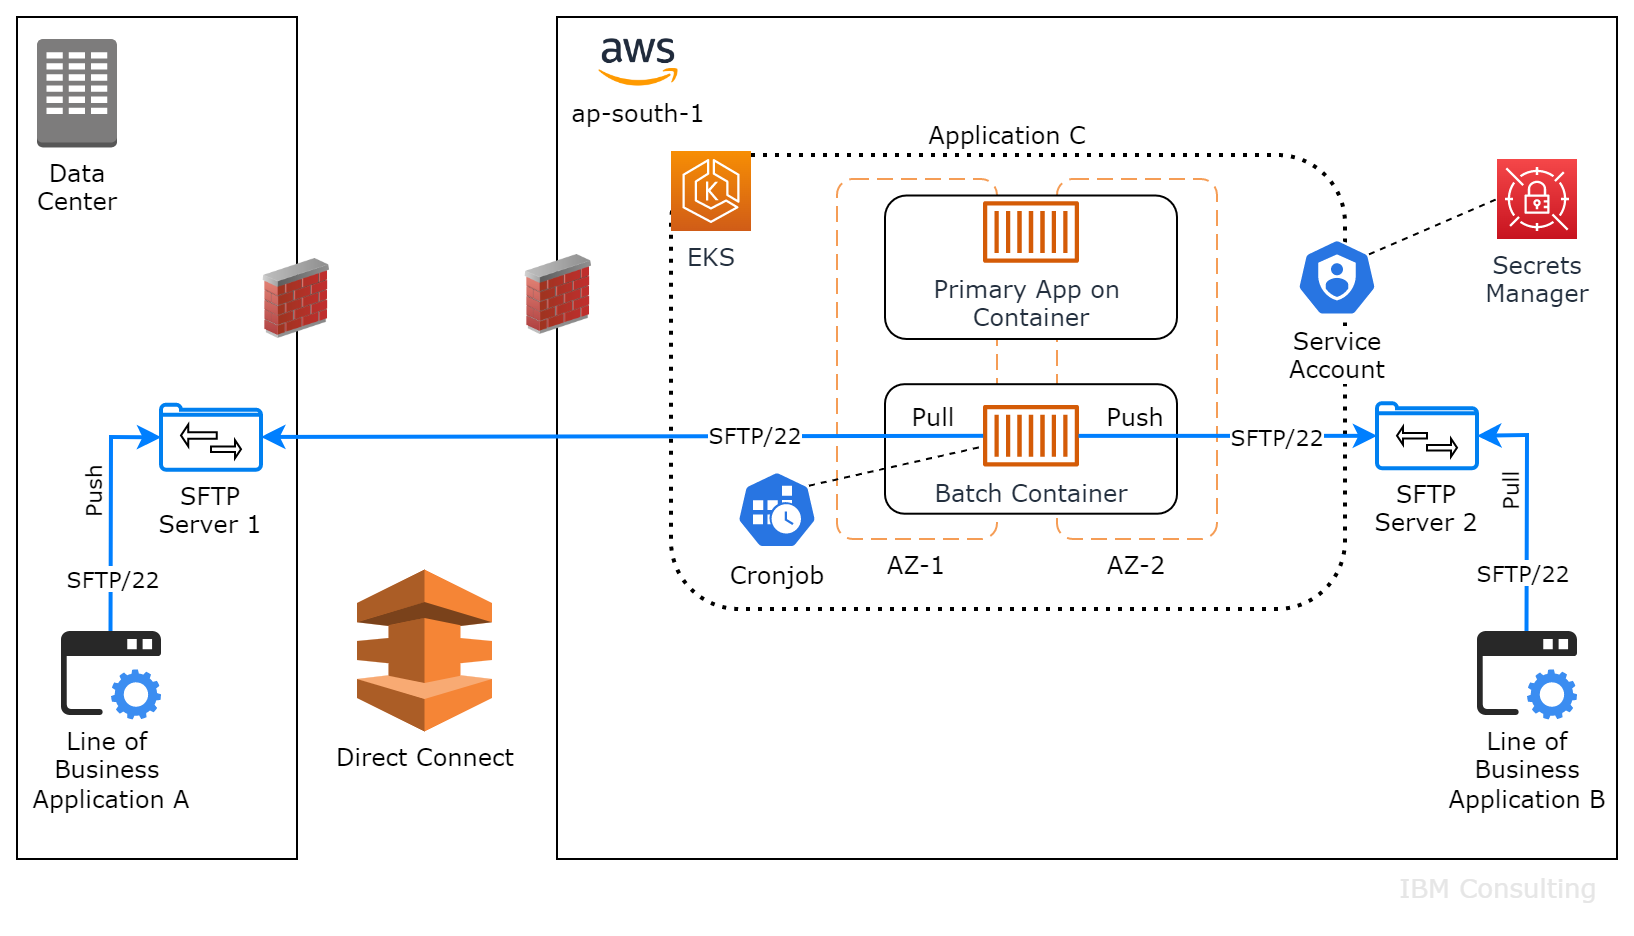 Data
Center
aws
ap-south-1
Application C
K
EKS
Primary App on
Container
Secrets
Manager
Service
Account
Pull
Push
SFTP/22
SFTP/22
Batch Container
Cronjob
AZ-1
AZ-2
SFTP
Server 1
Push
SFTP/22
Line of
Business
Application A
Direct Connect
SFTP
Server 2
Pull
SFTP/22
Line of
Business
Application B
IBM Consulting